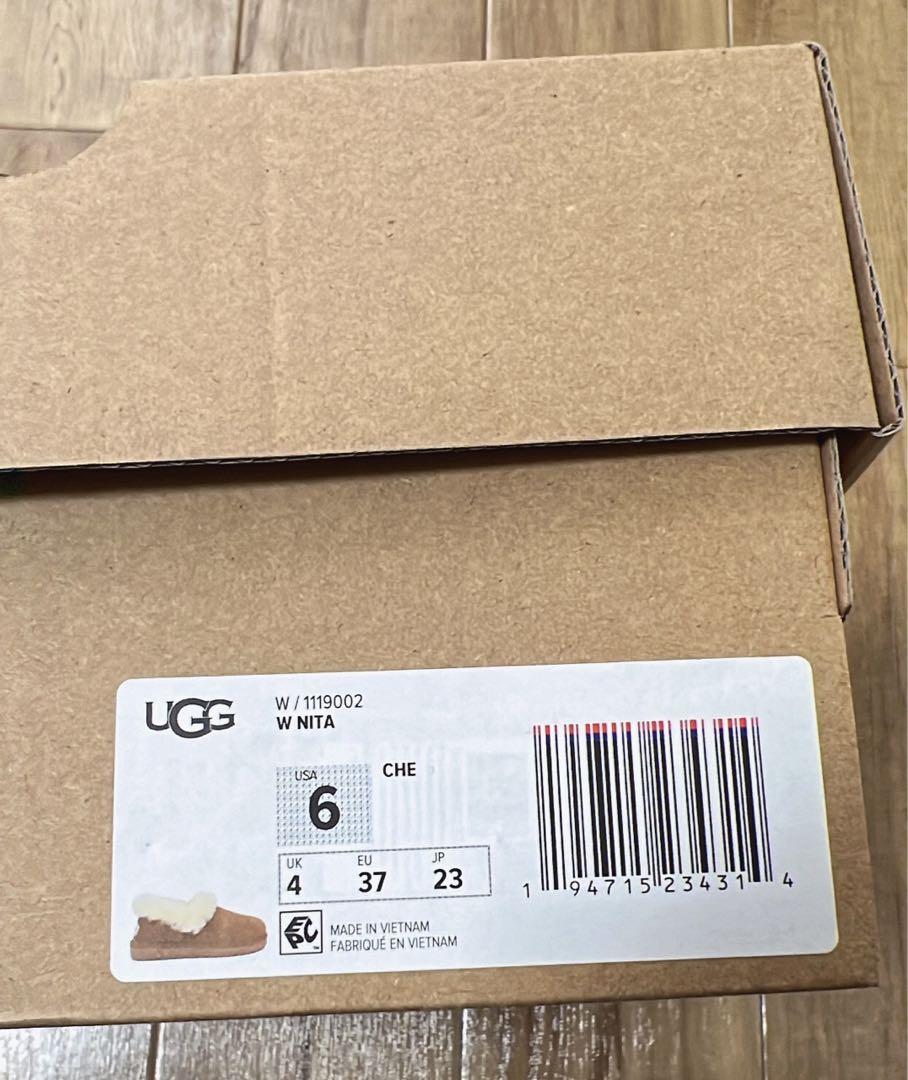 UGG
W / 1119002
W NITA
USA
6
CHE
UK EU JP
4 37 23
1 94715 23431 4
EPC™
MADE IN VIETNAM
FABRIQUÉ EN VIETNAM